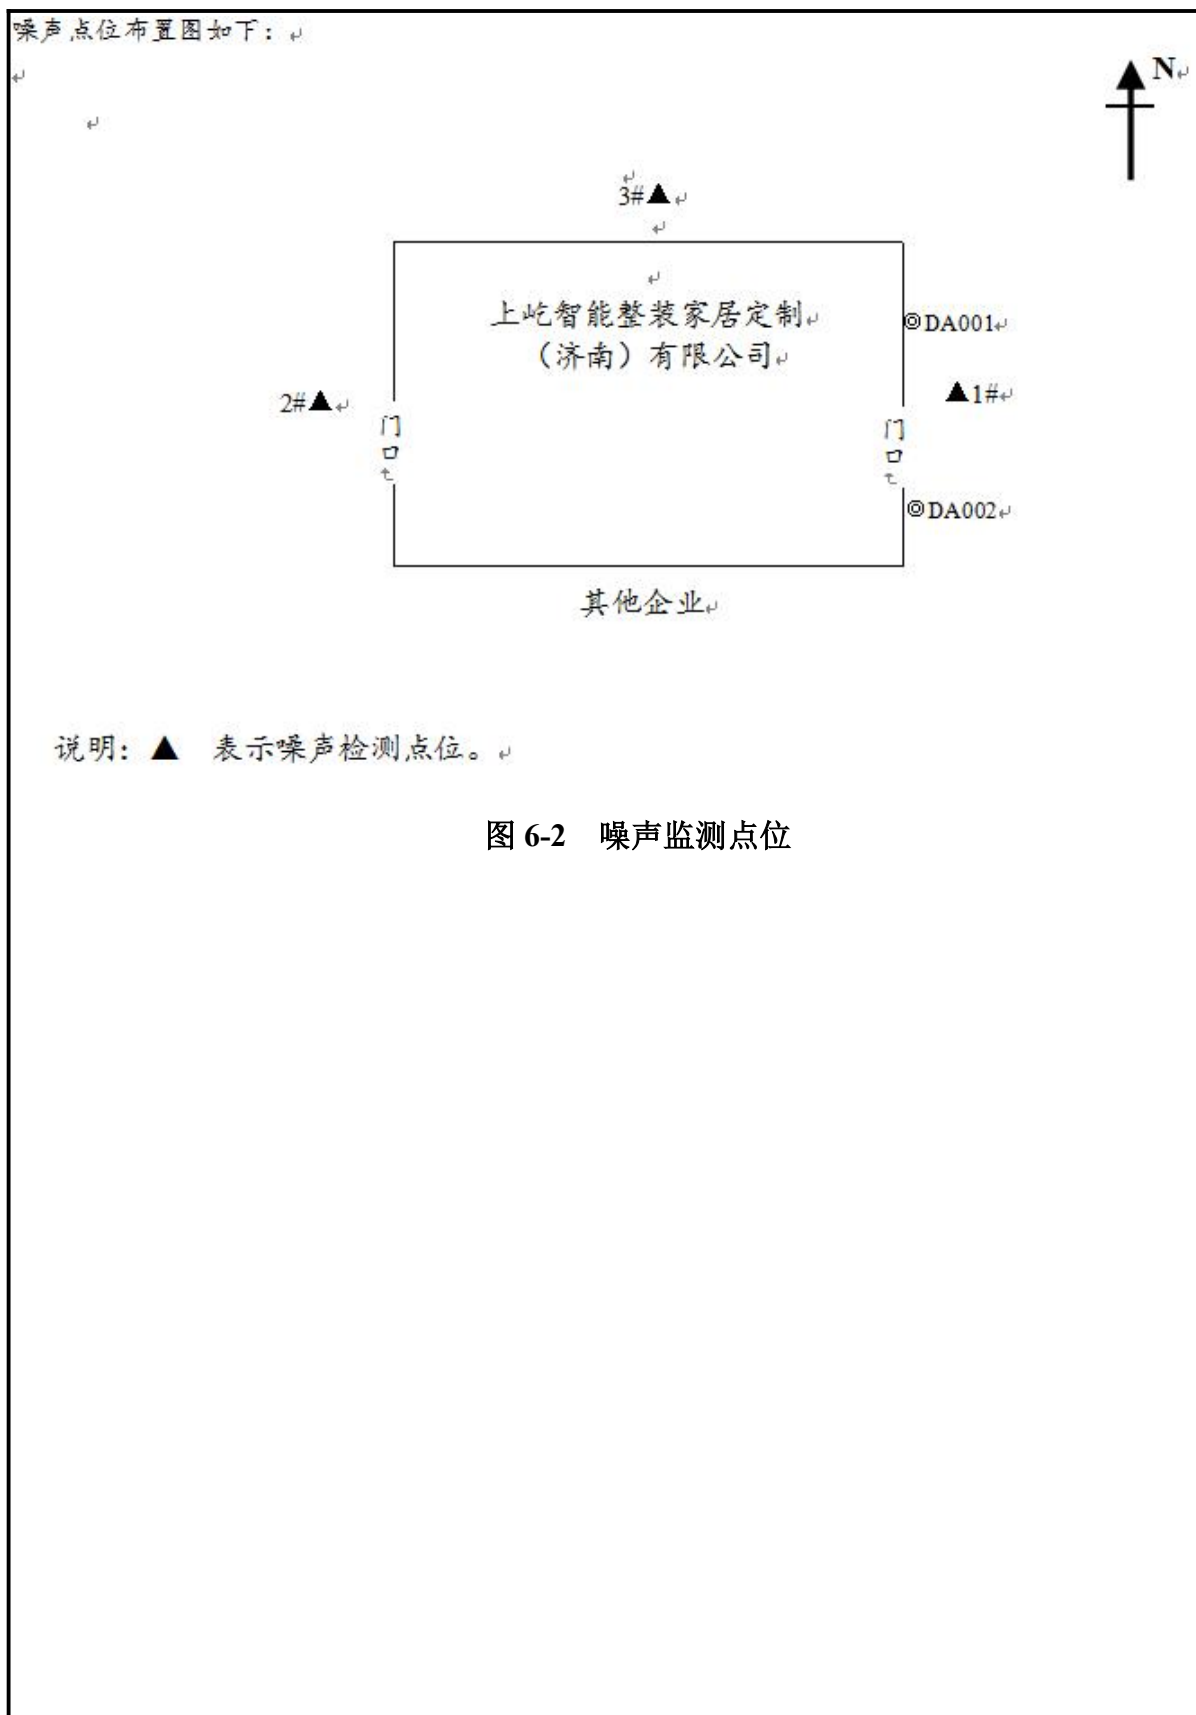 噪声点位布置图如下：
N
3#▲
上屹智能整装家居定制
（济南）有限公司
◎DA001
2#▲
▲1#
门口
门口
◎DA002
其他企业
说明：▲ 表示噪声检测点位。
图 6-2 噪声监测点位